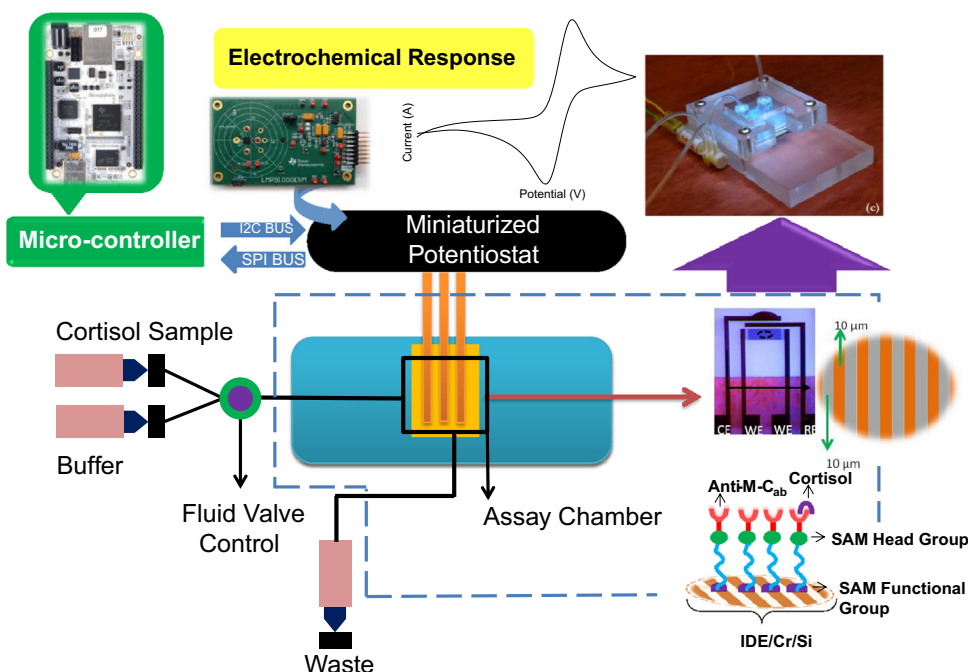 Electrochemical Response
Current (A)
Potential (V)
LMP91000EVM
(c)
Micro-controller
I2C BUS
SPI BUS
Miniaturized
Potentiostat
Cortisol Sample
Buffer
Fluid Valve
Control
Assay Chamber
Waste
10 μm
CE WE WE RE
10 μm
Anti-M-Cab
Cortisol
SAM Head Group
SAM Functional
Group
IDE/Cr/Si